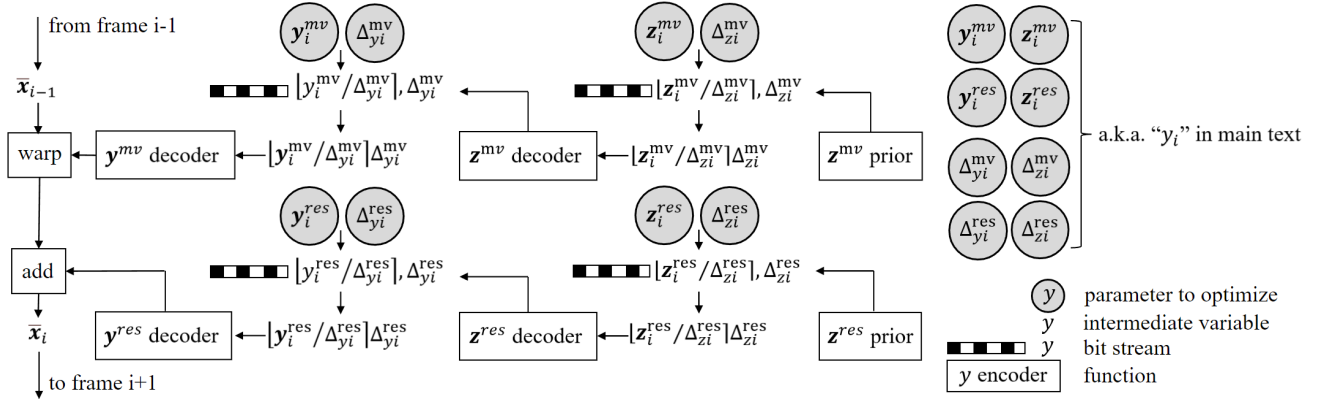 from frame i-1
x̅ᵢ₋₁
warp
y^{mv} decoder
y_i^{mv} Δ_{yi}^{mv}
⌊y_i^{mv}/Δ_{yi}^{mv}⌉, Δ_{yi}^{mv}
⌊y_i^{mv}/Δ_{yi}^{mv}⌉Δ_{yi}^{mv}
z^{mv} decoder
z_i^{mv} Δ_{zi}^{mv}
⌊z_i^{mv}/Δ_{zi}^{mv}⌉, Δ_{zi}^{mv}
⌊z_i^{mv}/Δ_{zi}^{mv}⌉Δ_{zi}^{mv}
z^{mv} prior
add
x̅ᵢ
to frame i+1
y^{res} decoder
y_i^{res} Δ_{yi}^{res}
⌊y_i^{res}/Δ_{yi}^{res}⌉, Δ_{yi}^{res}
⌊y_i^{res}/Δ_{yi}^{res}⌉Δ_{yi}^{res}
z^{res} decoder
z_i^{res} Δ_{zi}^{res}
⌊z_i^{res}/Δ_{zi}^{res}⌉, Δ_{zi}^{res}
⌊z_i^{res}/Δ_{zi}^{res}⌉Δ_{zi}^{res}
z^{res} prior
y_i^{mv} z_i^{mv}
y_i^{res} z_i^{res}
Δ_{yi}^{mv} Δ_{zi}^{mv}
Δ_{yi}^{res} Δ_{zi}^{res}
a.k.a. “y_i” in main text
y parameter to optimize
y intermediate variable
y bit stream
y encoder function